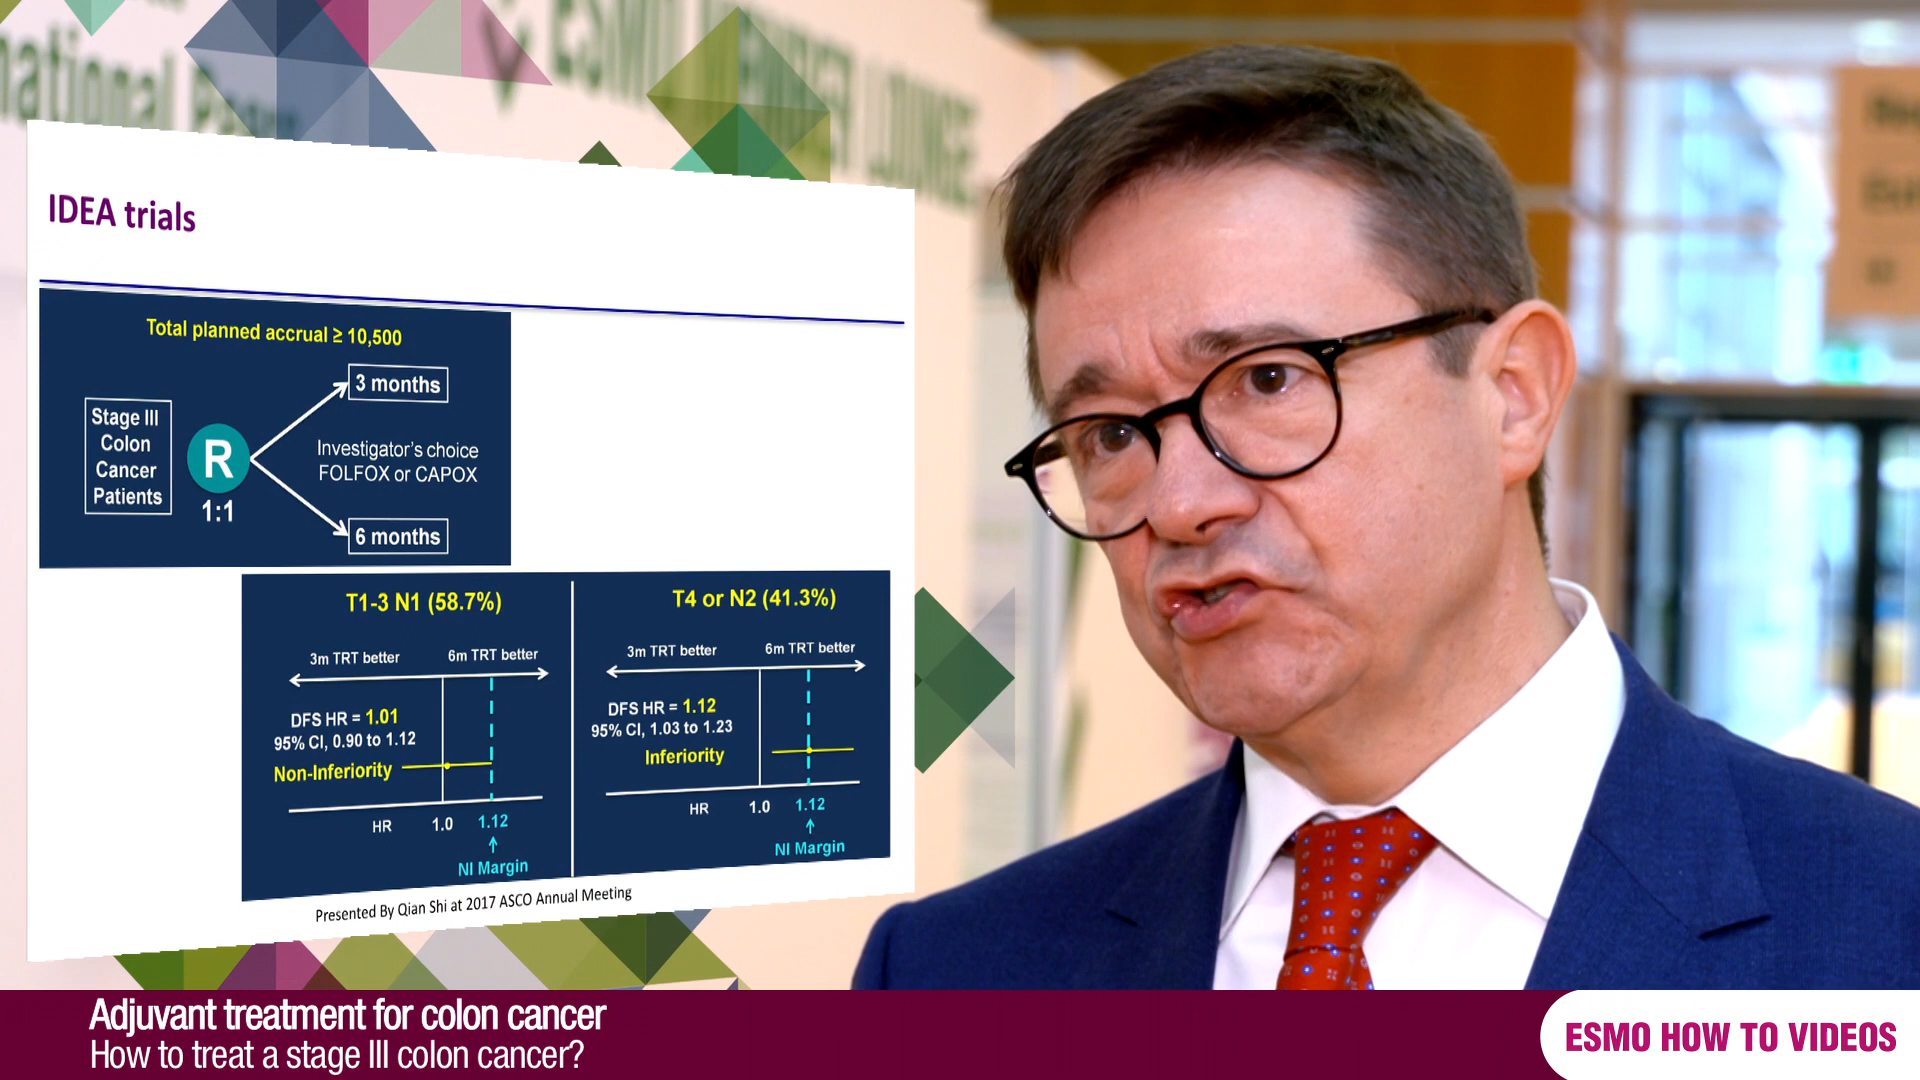 national
ESMO MEMBER LOUNGE
IDEA trials
Total planned accrual ≥ 10,500
Stage III
Colon
Cancer
Patients
R
1:1
3 months
Investigator's choice
FOLFOX or CAPOX
6 months
T1-3 N1 (58.7%)
3m TRT better
6m TRT better
DFS HR = 1.01
95% CI, 0.90 to 1.12
Non-Inferiority
HR
1.0
1.12
NI Margin
T4 or N2 (41.3%)
3m TRT better
6m TRT better
DFS HR = 1.12
95% CI, 1.03 to 1.23
Inferiority
HR
1.0
1.12
NI Margin
Presented By Qian Shi at 2017 ASCO Annual Meeting
Adjuvant treatment for colon cancer
How to treat a stage III colon cancer?
ESMO HOW TO VIDEOS